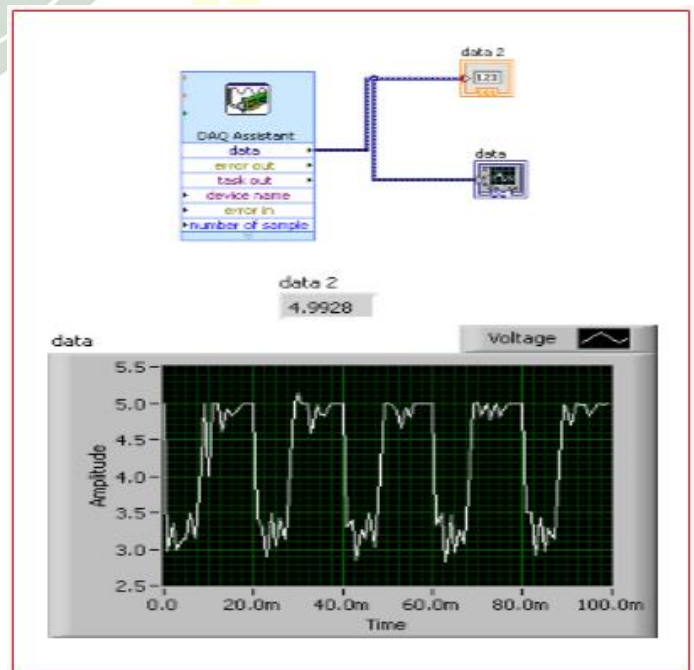 data 2
123
DAQ Assistant
data
error out
task out
device name
error in
number of sample
data
data 2
4.9928
data
Voltage
5.5
5.0
4.5
4.0
3.5
3.0
2.5
Amplitude
0.0 20.0m 40.0m 60.0m 80.0m 100.0m
Time